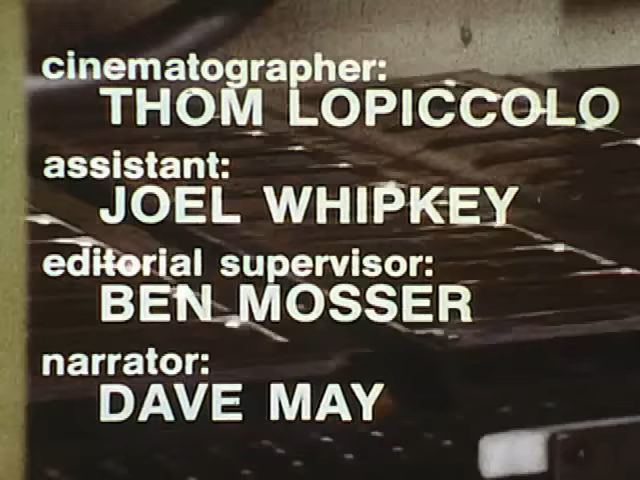 cinematographer:
THOM LOPICCOLO
assistant:
JOEL WHIPKEY
editorial supervisor:
BEN MOSSER
narrator:
DAVE MAY